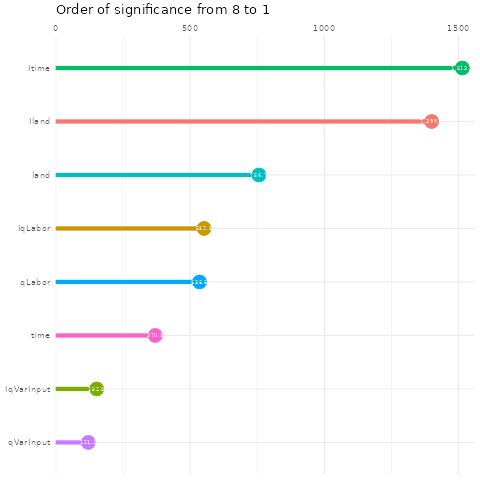 Order of significance from 8 to 1
0 500 1000 1500
ltime
lland
land
lqLabor
qLabor
time
lqVarInput
qVarInput